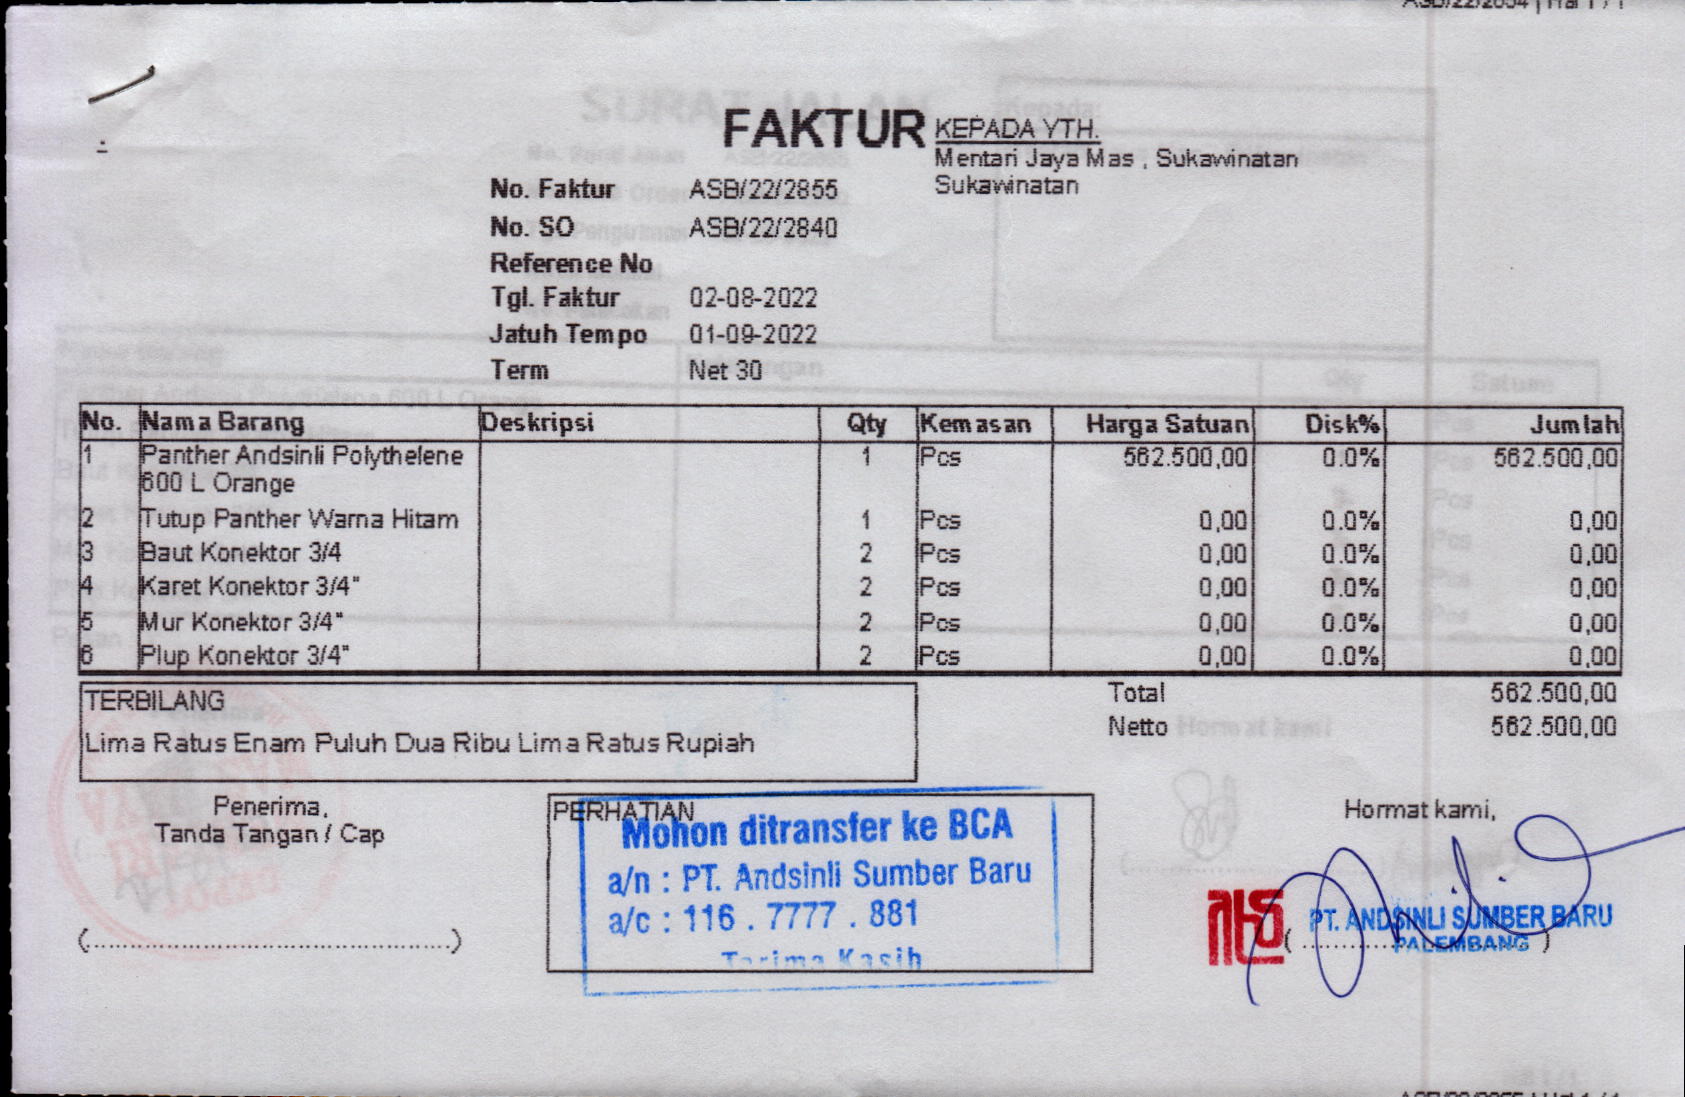 FAKTUR
KEPADA YTH.
Mentari Jaya Mas , Sukawinatan
Sukawinatan
No. Faktur ASB/22/2855
No. SO ASB/22/2840
Reference No
Tgl. Faktur 02-08-2022
Jatuh Tempo 01-09-2022
Term Net 30
No. Nama Barang Deskripsi Qty Kemasan Harga Satuan Disk% Jumlah
1 Panther Andsinli Polythelene 1 Pcs 562.500,00 0.0% 562.500,00
600 L Orange
2 Tutup Panther Warna Hitam 1 Pcs 0,00 0.0% 0,00
3 Baut Konektor 3/4 2 Pcs 0,00 0.0% 0,00
4 Karet Konektor 3/4" 2 Pcs 0,00 0.0% 0,00
5 Mur Konektor 3/4" 2 Pcs 0,00 0.0% 0,00
6 Plup Konektor 3/4" 2 Pcs 0,00 0.0% 0,00
TERBILANG
Lima Ratus Enam Puluh Dua Ribu Lima Ratus Rupiah
Total 562.500,00
Netto 562.500,00
Penerima,
Tanda Tangan / Cap
(..............................................)
PERHATIAN
Mohon ditransfer ke BCA
a/n : PT. Andsinli Sumber Baru
a/c : 116 . 7777 . 881
Terima Kasih
Hormat kami,
PT. ANDSINLI SUMBER BARU
PALEMBANG